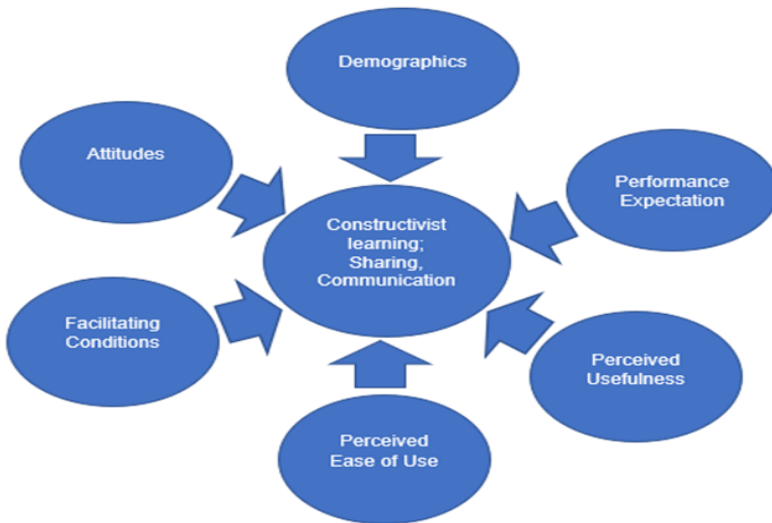 Demographics
Attitudes
Performance
Expectation
Constructivist
learning;
Sharing,
Communication
Facilitating
Conditions
Perceived
Usefulness
Perceived
Ease of Use